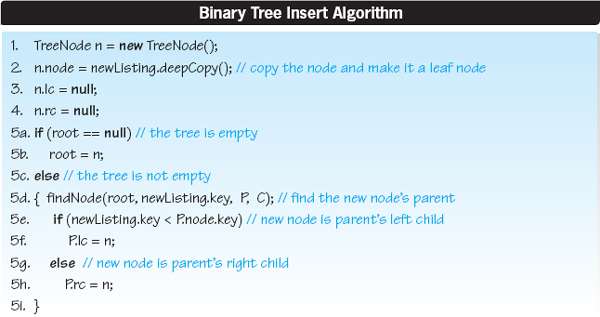 Binary Tree Insert Algorithm
1. TreeNode n = new TreeNode();
2. n.node = newListing.deepCopy(); // copy the node and make it a leaf node
3. n.lc = null;
4. n.rc = null;
5a. if (root == null) // the tree is empty
5b. root = n;
5c. else // the tree is not empty
5d. { findNode(root, newListing.key, P, C); // find the new node's parent
5e. if (newListing.key < P.node.key) // new node is parent's left child
5f. P.lc = n;
5g. else // new node is parent's right child
5h. P.rc = n;
5i. }